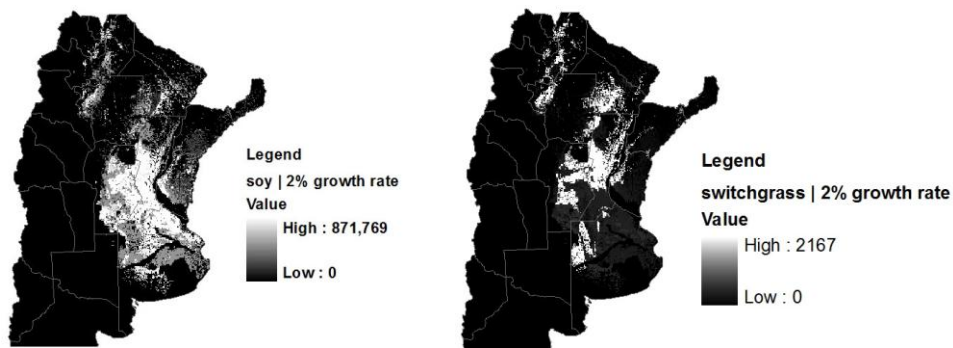 Legend
soy | 2% growth rate
Value
High : 871,769
Low : 0
Legend
switchgrass | 2% growth rate
Value
High : 2167
Low : 0